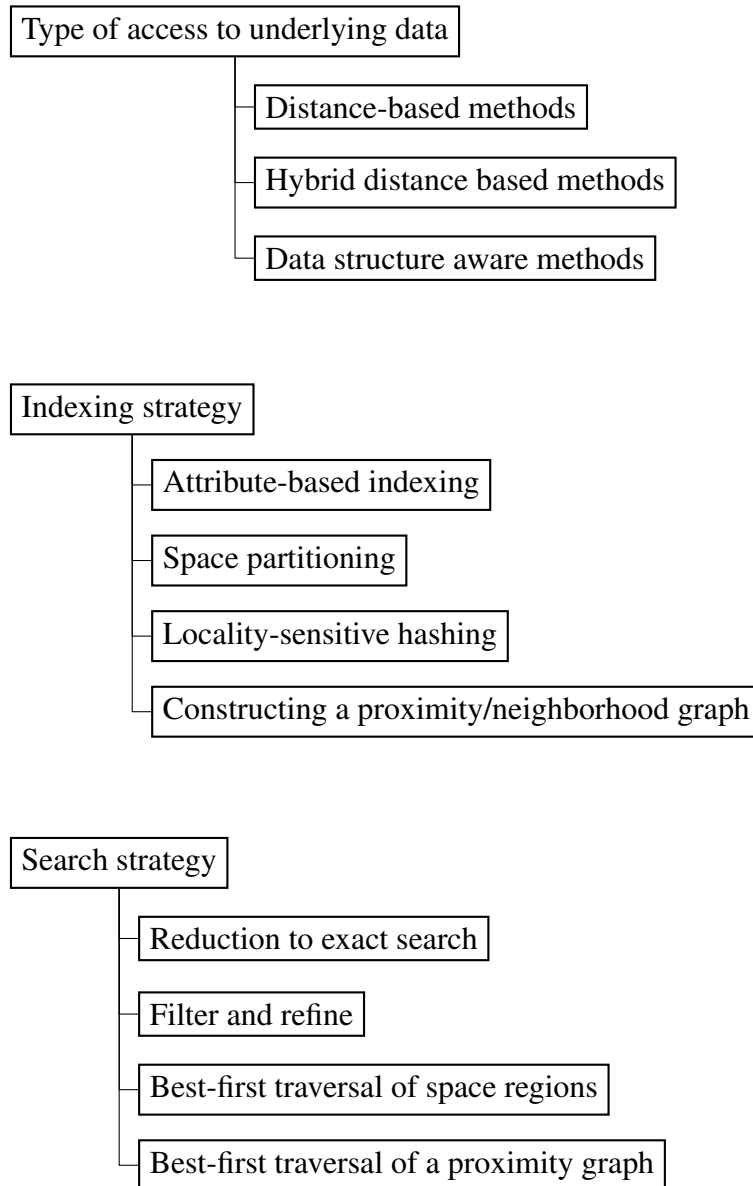 Type of access to underlying data
Distance-based methods
Hybrid distance based methods
Data structure aware methods
Indexing strategy
Attribute-based indexing
Space partitioning
Locality-sensitive hashing
Constructing a proximity/neighborhood graph
Search strategy
Reduction to exact search
Filter and refine
Best-first traversal of space regions
Best-first traversal of a proximity graph